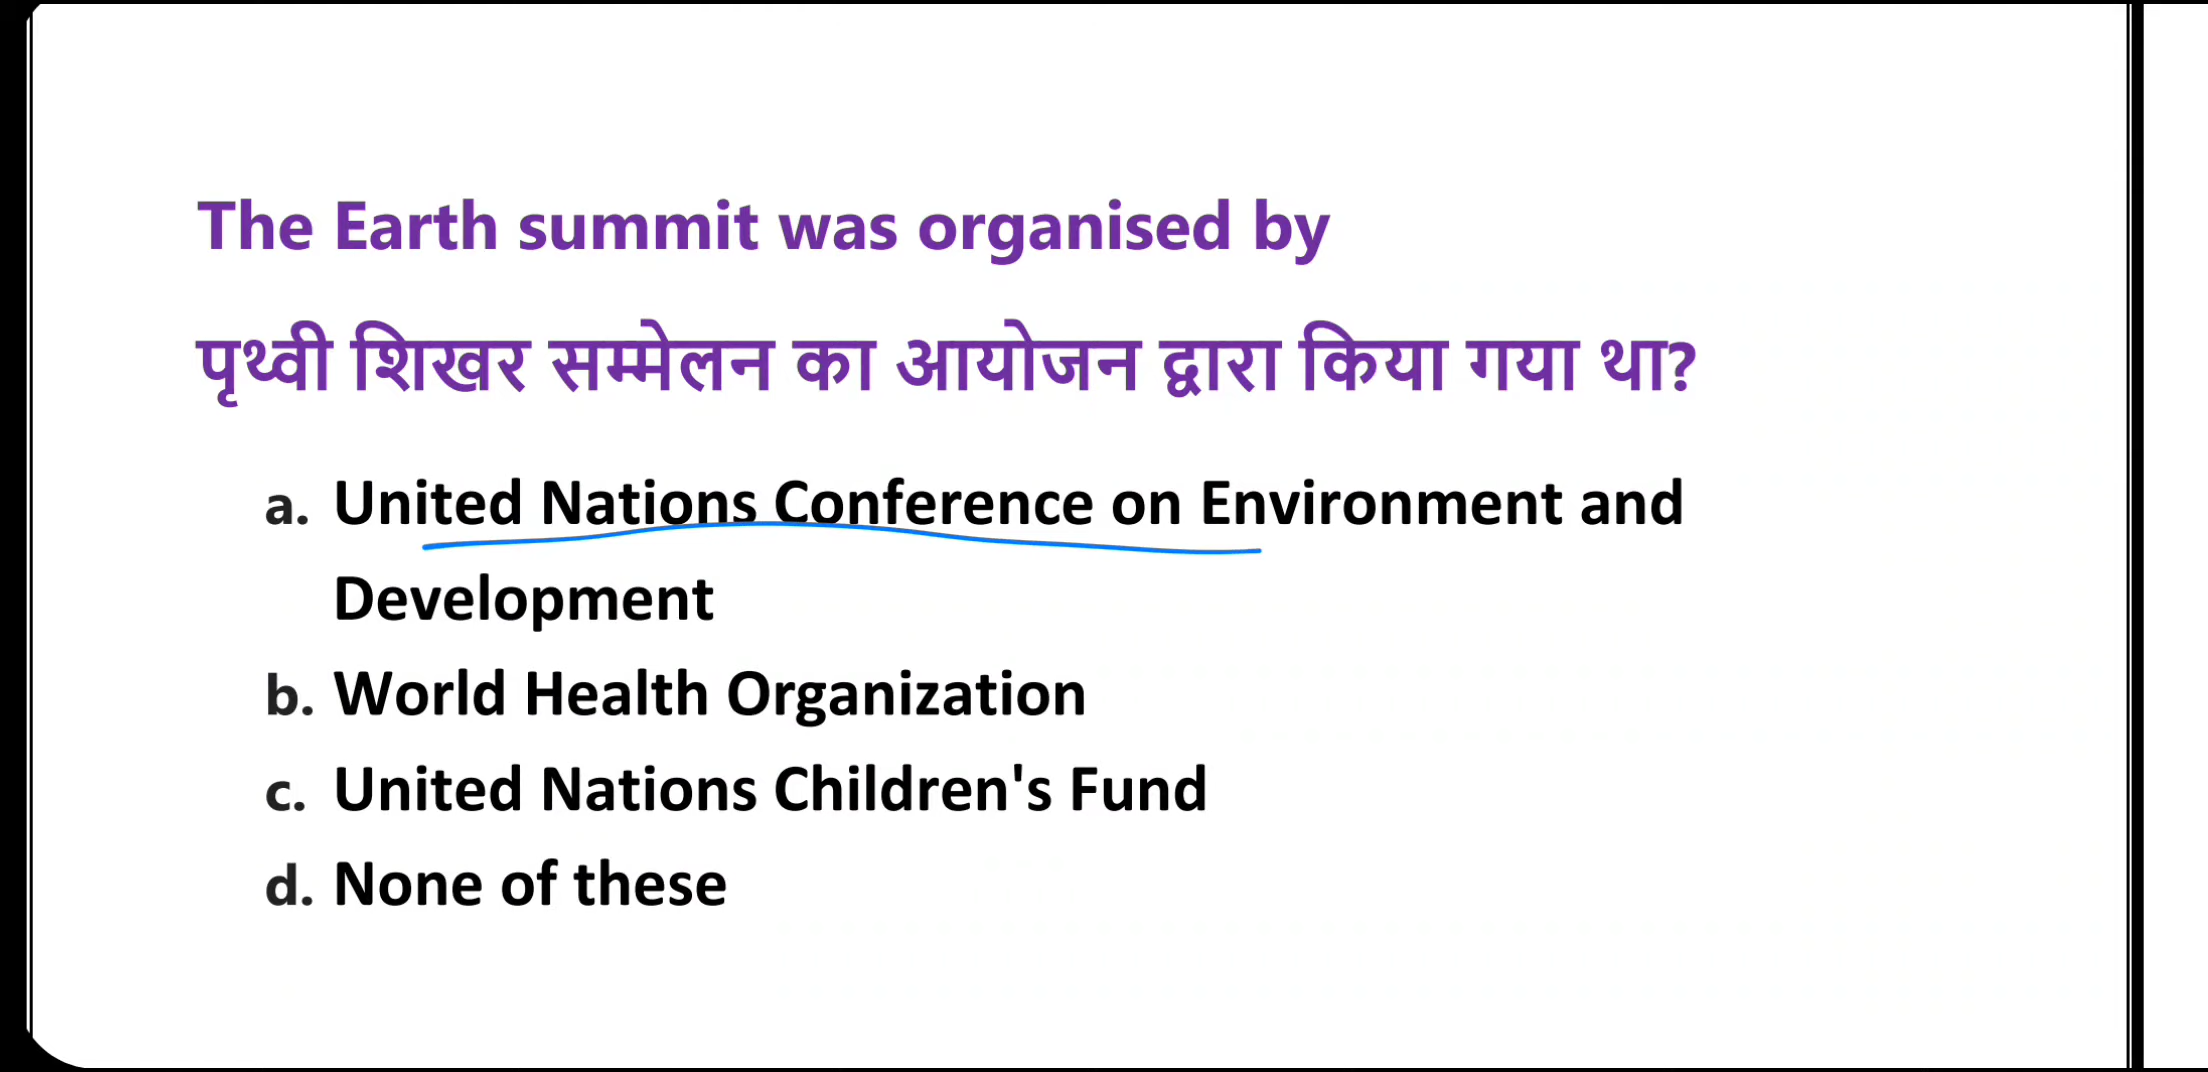 The Earth summit was organised by
पृथ्वी शिखर सम्मेलन का आयोजन द्वारा किया गया था?
a. United Nations Conference on Environment and
Development
b. World Health Organization
c. United Nations Children's Fund
d. None of these